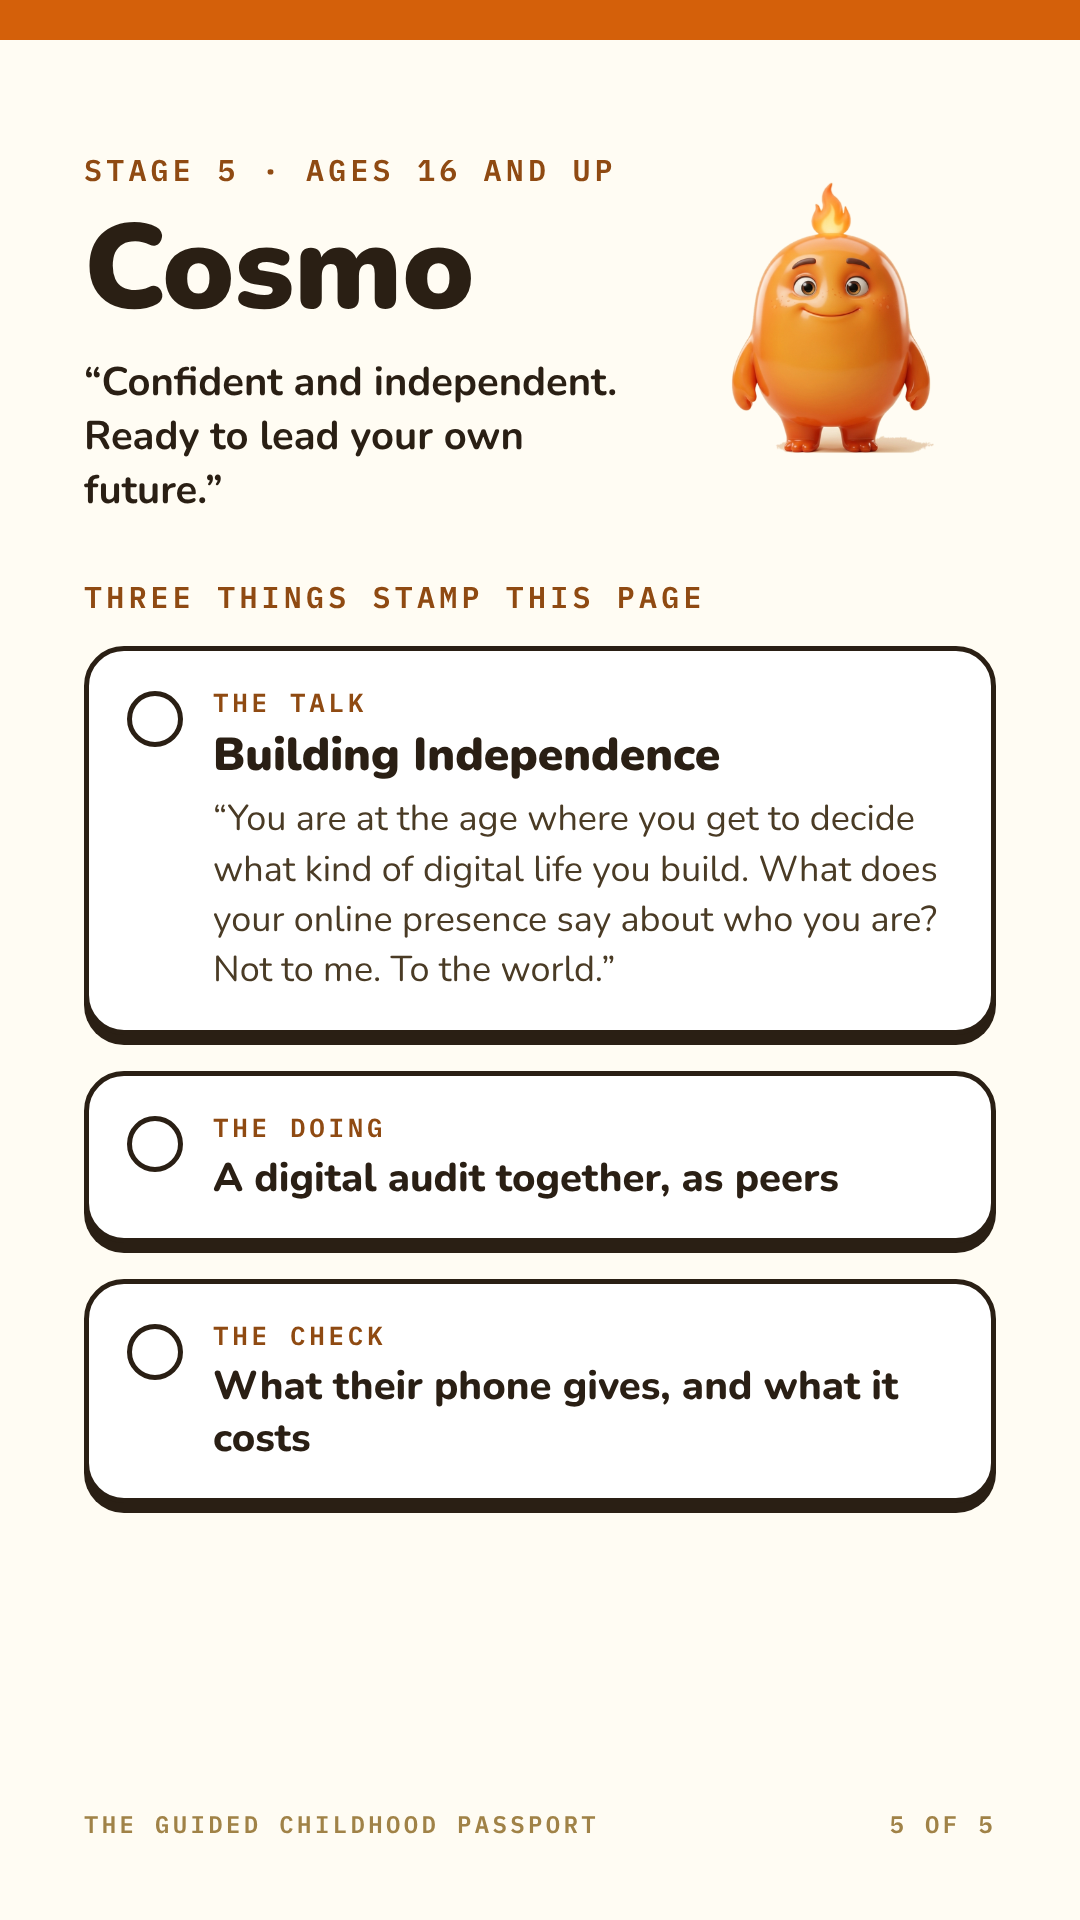 STAGE 5 · AGES 16 AND UP
Cosmo
“Confident and independent.
Ready to lead your own
future.”
THREE THINGS STAMP THIS PAGE
THE TALK
Building Independence
“You are at the age where you get to decide
what kind of digital life you build. What does
your online presence say about who you are?
Not to me. To the world.”
THE DOING
A digital audit together, as peers
THE CHECK
What their phone gives, and what it
costs
THE GUIDED CHILDHOOD PASSPORT
5 OF 5